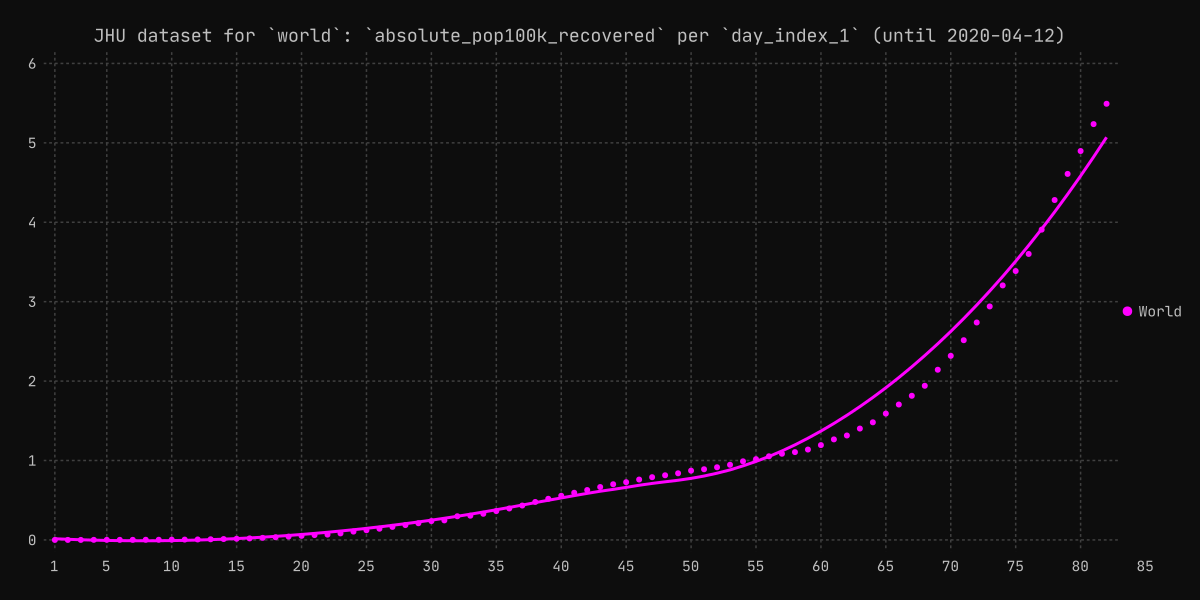 JHU dataset for `world`: `absolute_pop100k_recovered` per `day_index_1` (until 2020-04-12)
6
5
4
3
2
1
0
World
1 5 10 15 20 25 30 35 40 45 50 55 60 65 70 75 80 85